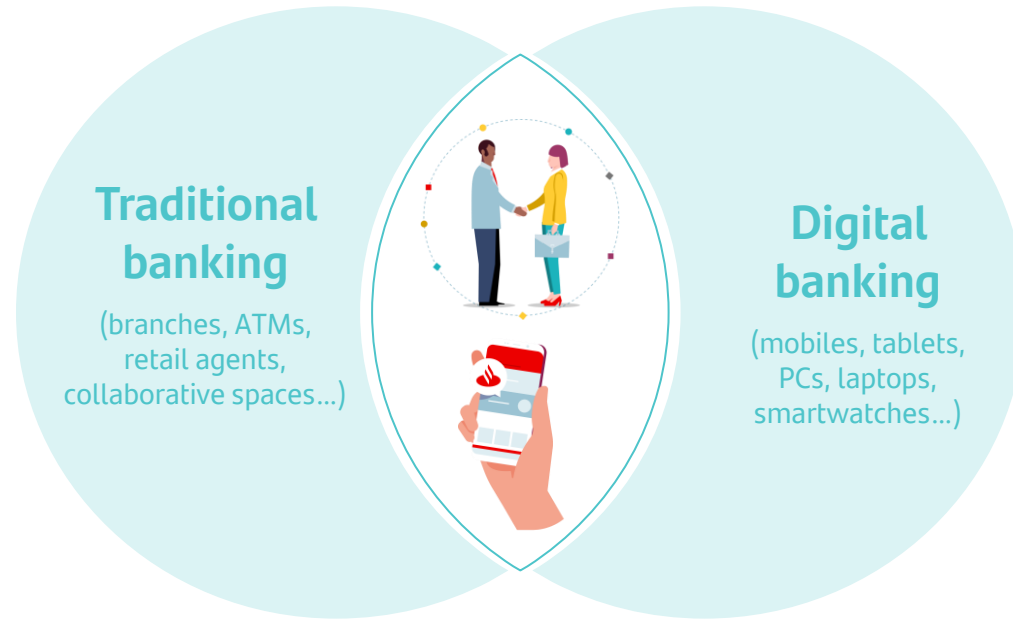 Traditional
banking
(branches, ATMs,
retail agents,
collaborative spaces...)
Digital
banking
(mobiles, tablets,
PCs, laptops,
smartwatches...)